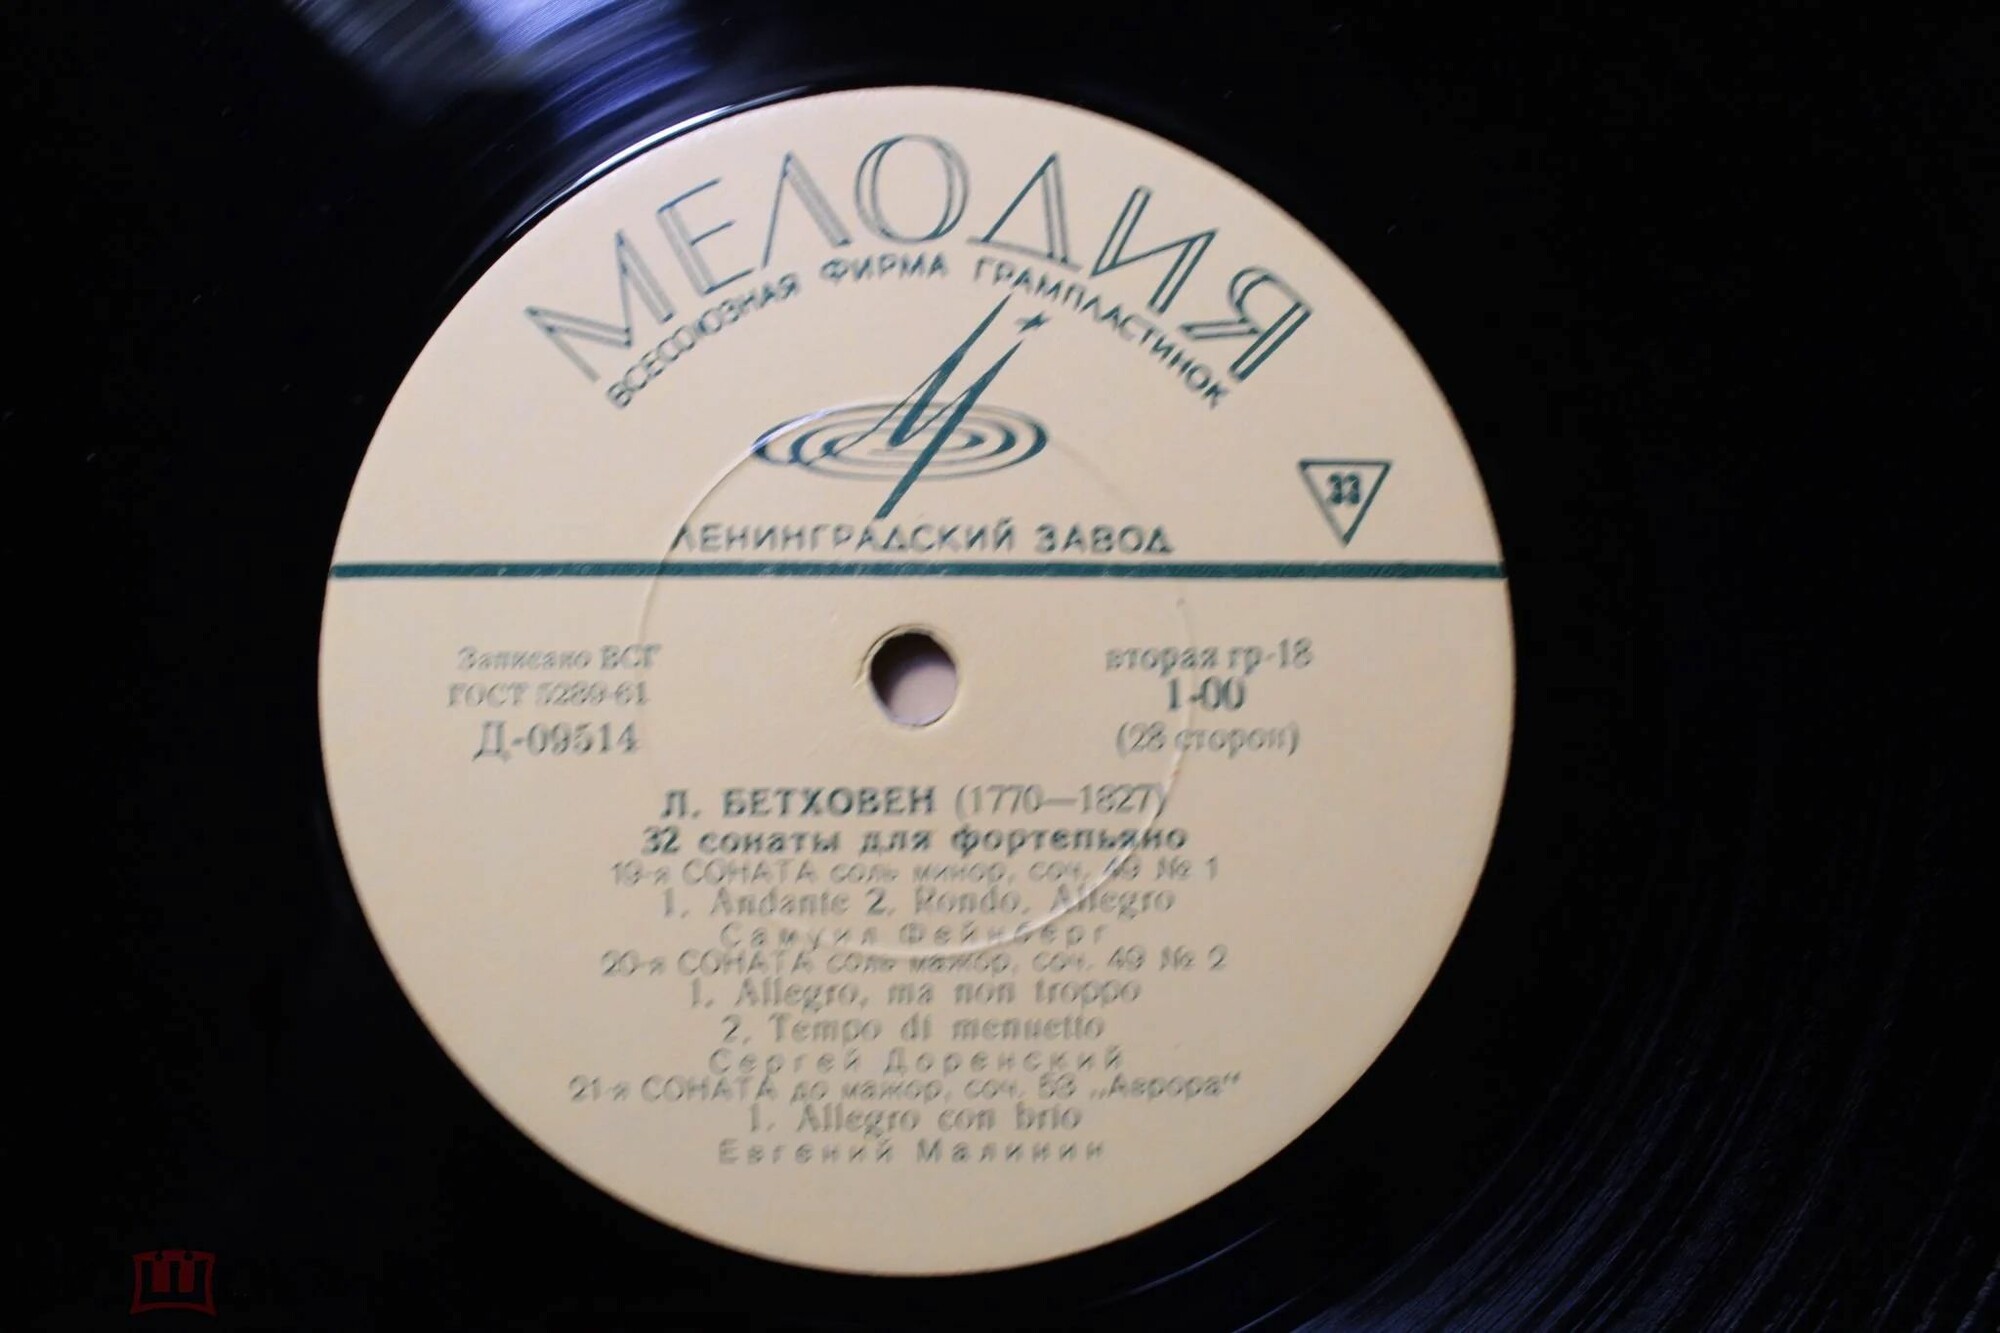 МЕЛОДИЯ
ВСЕСОЮЗНАЯ ФИРМА ГРАМПЛАСТИНОК
33
ЛЕНИНГРАДСКИЙ ЗАВОД
Записано ВСГ
ГОСТ 5289-61
Д-09514
вторая гр-18
1-00
(28 сторон)
Л. БЕТХОВЕН (1770—1827)
32 сонаты для фортепьяно
19-я СОНАТА соль минор, соч. 49 № 1
1. Andante 2. Rondo. Allegro
Самуил Фейнберг
20-я СОНАТА соль мажор, соч. 49 № 2
1. Allegro, ma non troppo
2. Tempo di menuetto
Сергей Доренский
21-я СОНАТА до мажор, соч. 53 „Аврора“
1. Allegro con brio
Евгений Малинин